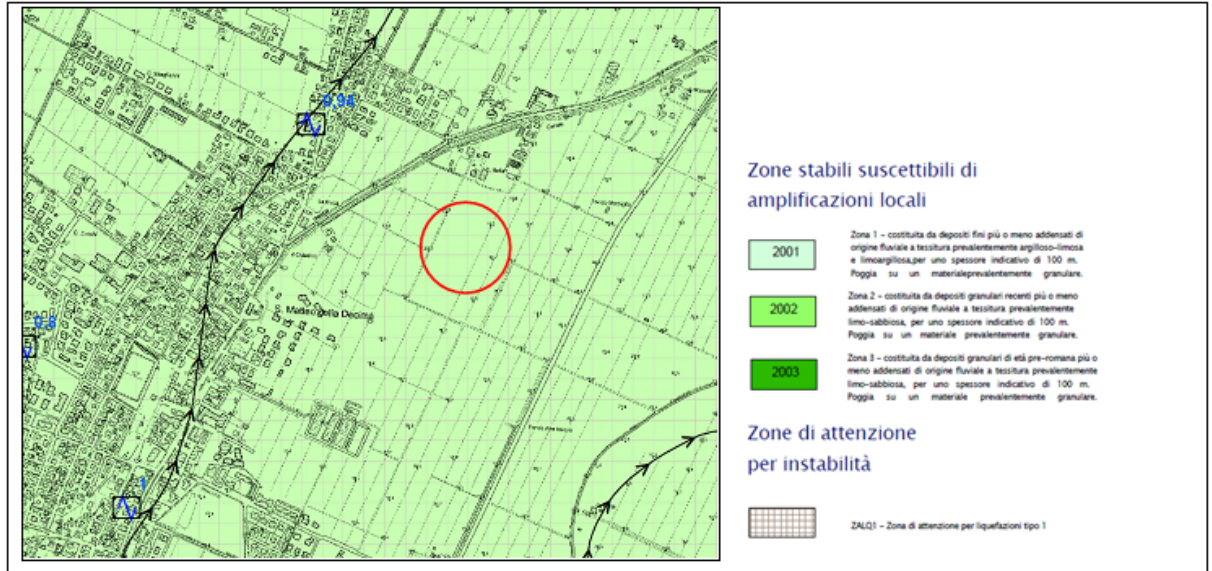 0,94
Malacappa Decima
0,8
1
Zone stabili suscettibili di
amplificazioni locali
2001
Zona 1 - costituita da depositi fini più o meno addensati di
origine fluviale a tessitura prevalentemente argilloso-limosa
e limoargillosa,per uno spessore indicativo di 100 m.
Poggia su un materialeprevalentemente granulare.
2002
Zona 2 - costituita da depositi granulari recenti più o meno
addensati di origine fluviale a tessitura prevalentemente
limo-sabbiosa, per uno spessore indicativo di 100 m.
Poggia su un materiale prevalentemente granulare.
2003
Zona 3 - costituita da depositi granulari di età pre-romana più o
meno addensati di origine fluviale a tessitura prevalentemente
limo-sabbiosa, per uno spessore indicativo di 100 m.
Poggia su un materiale prevalentemente granulare.
Zone di attenzione
per instabilità
ZALQ1 - Zona di attenzione per liquefazioni tipo 1